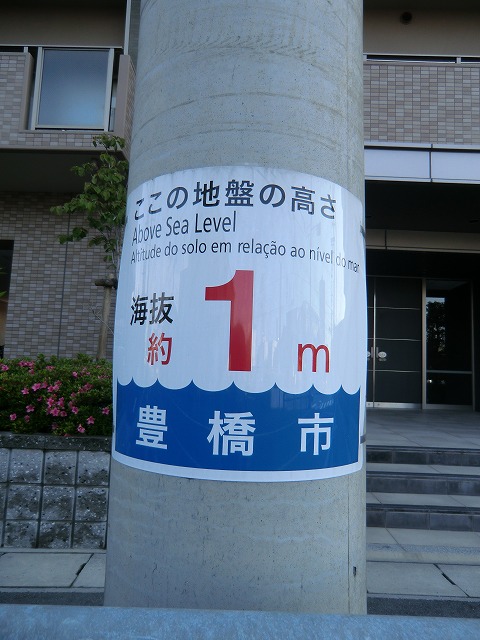 ここの地盤の高さ
Above Sea Level
Altitude do solo em relação ao nível do mar
海抜
約 1 m
豊橋市